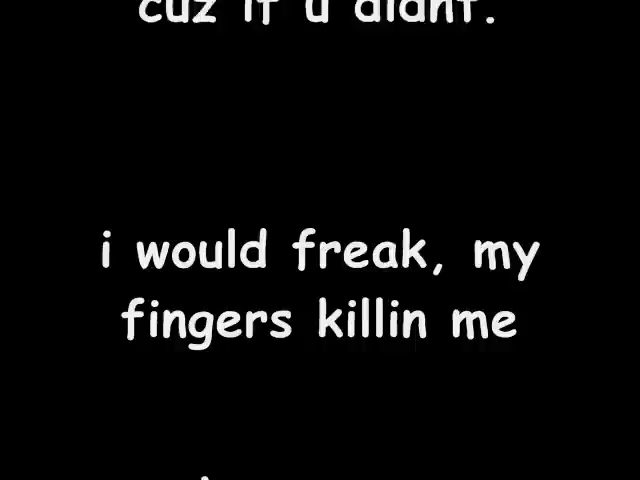 cuz if u didnt.
i would freak, my
fingers killin me